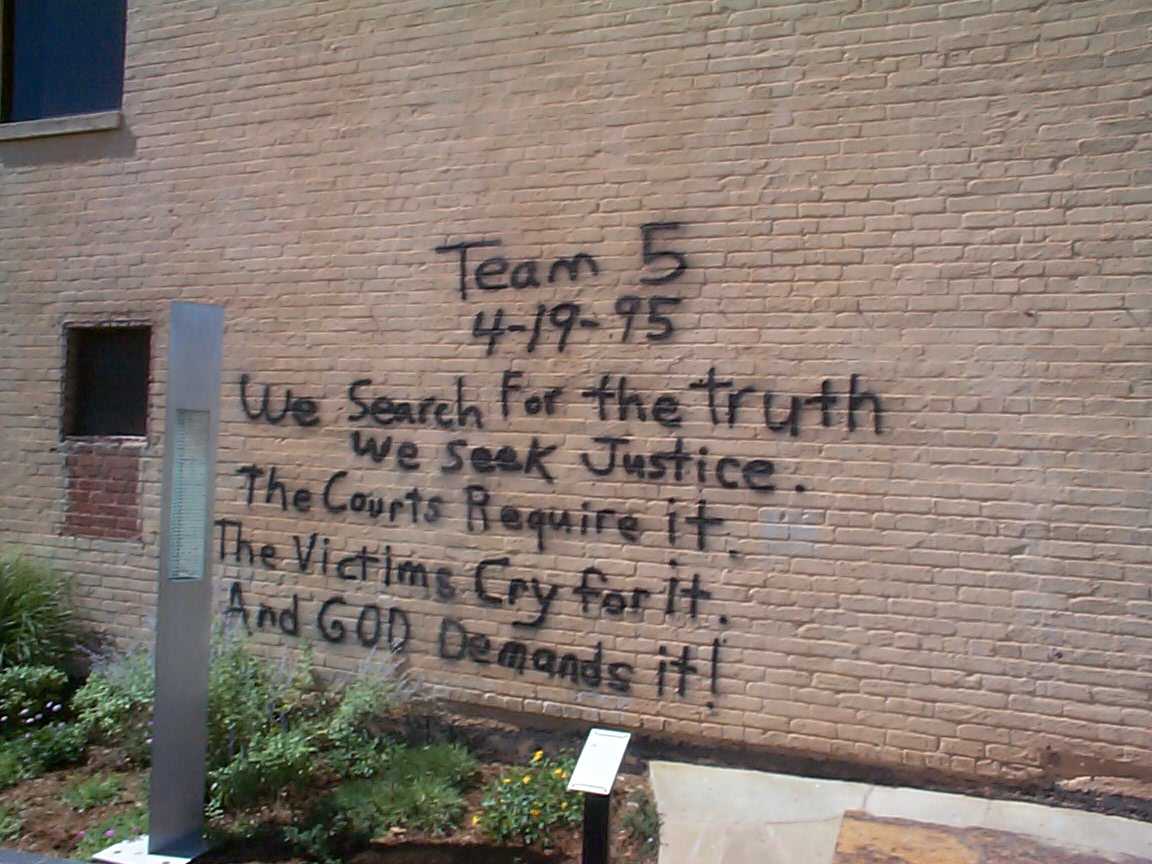 Team 5
4-19-95
We Search For the truth
We seek Justice.
The Courts Require it.
The Victims Cry for it.
And GOD Demands it!